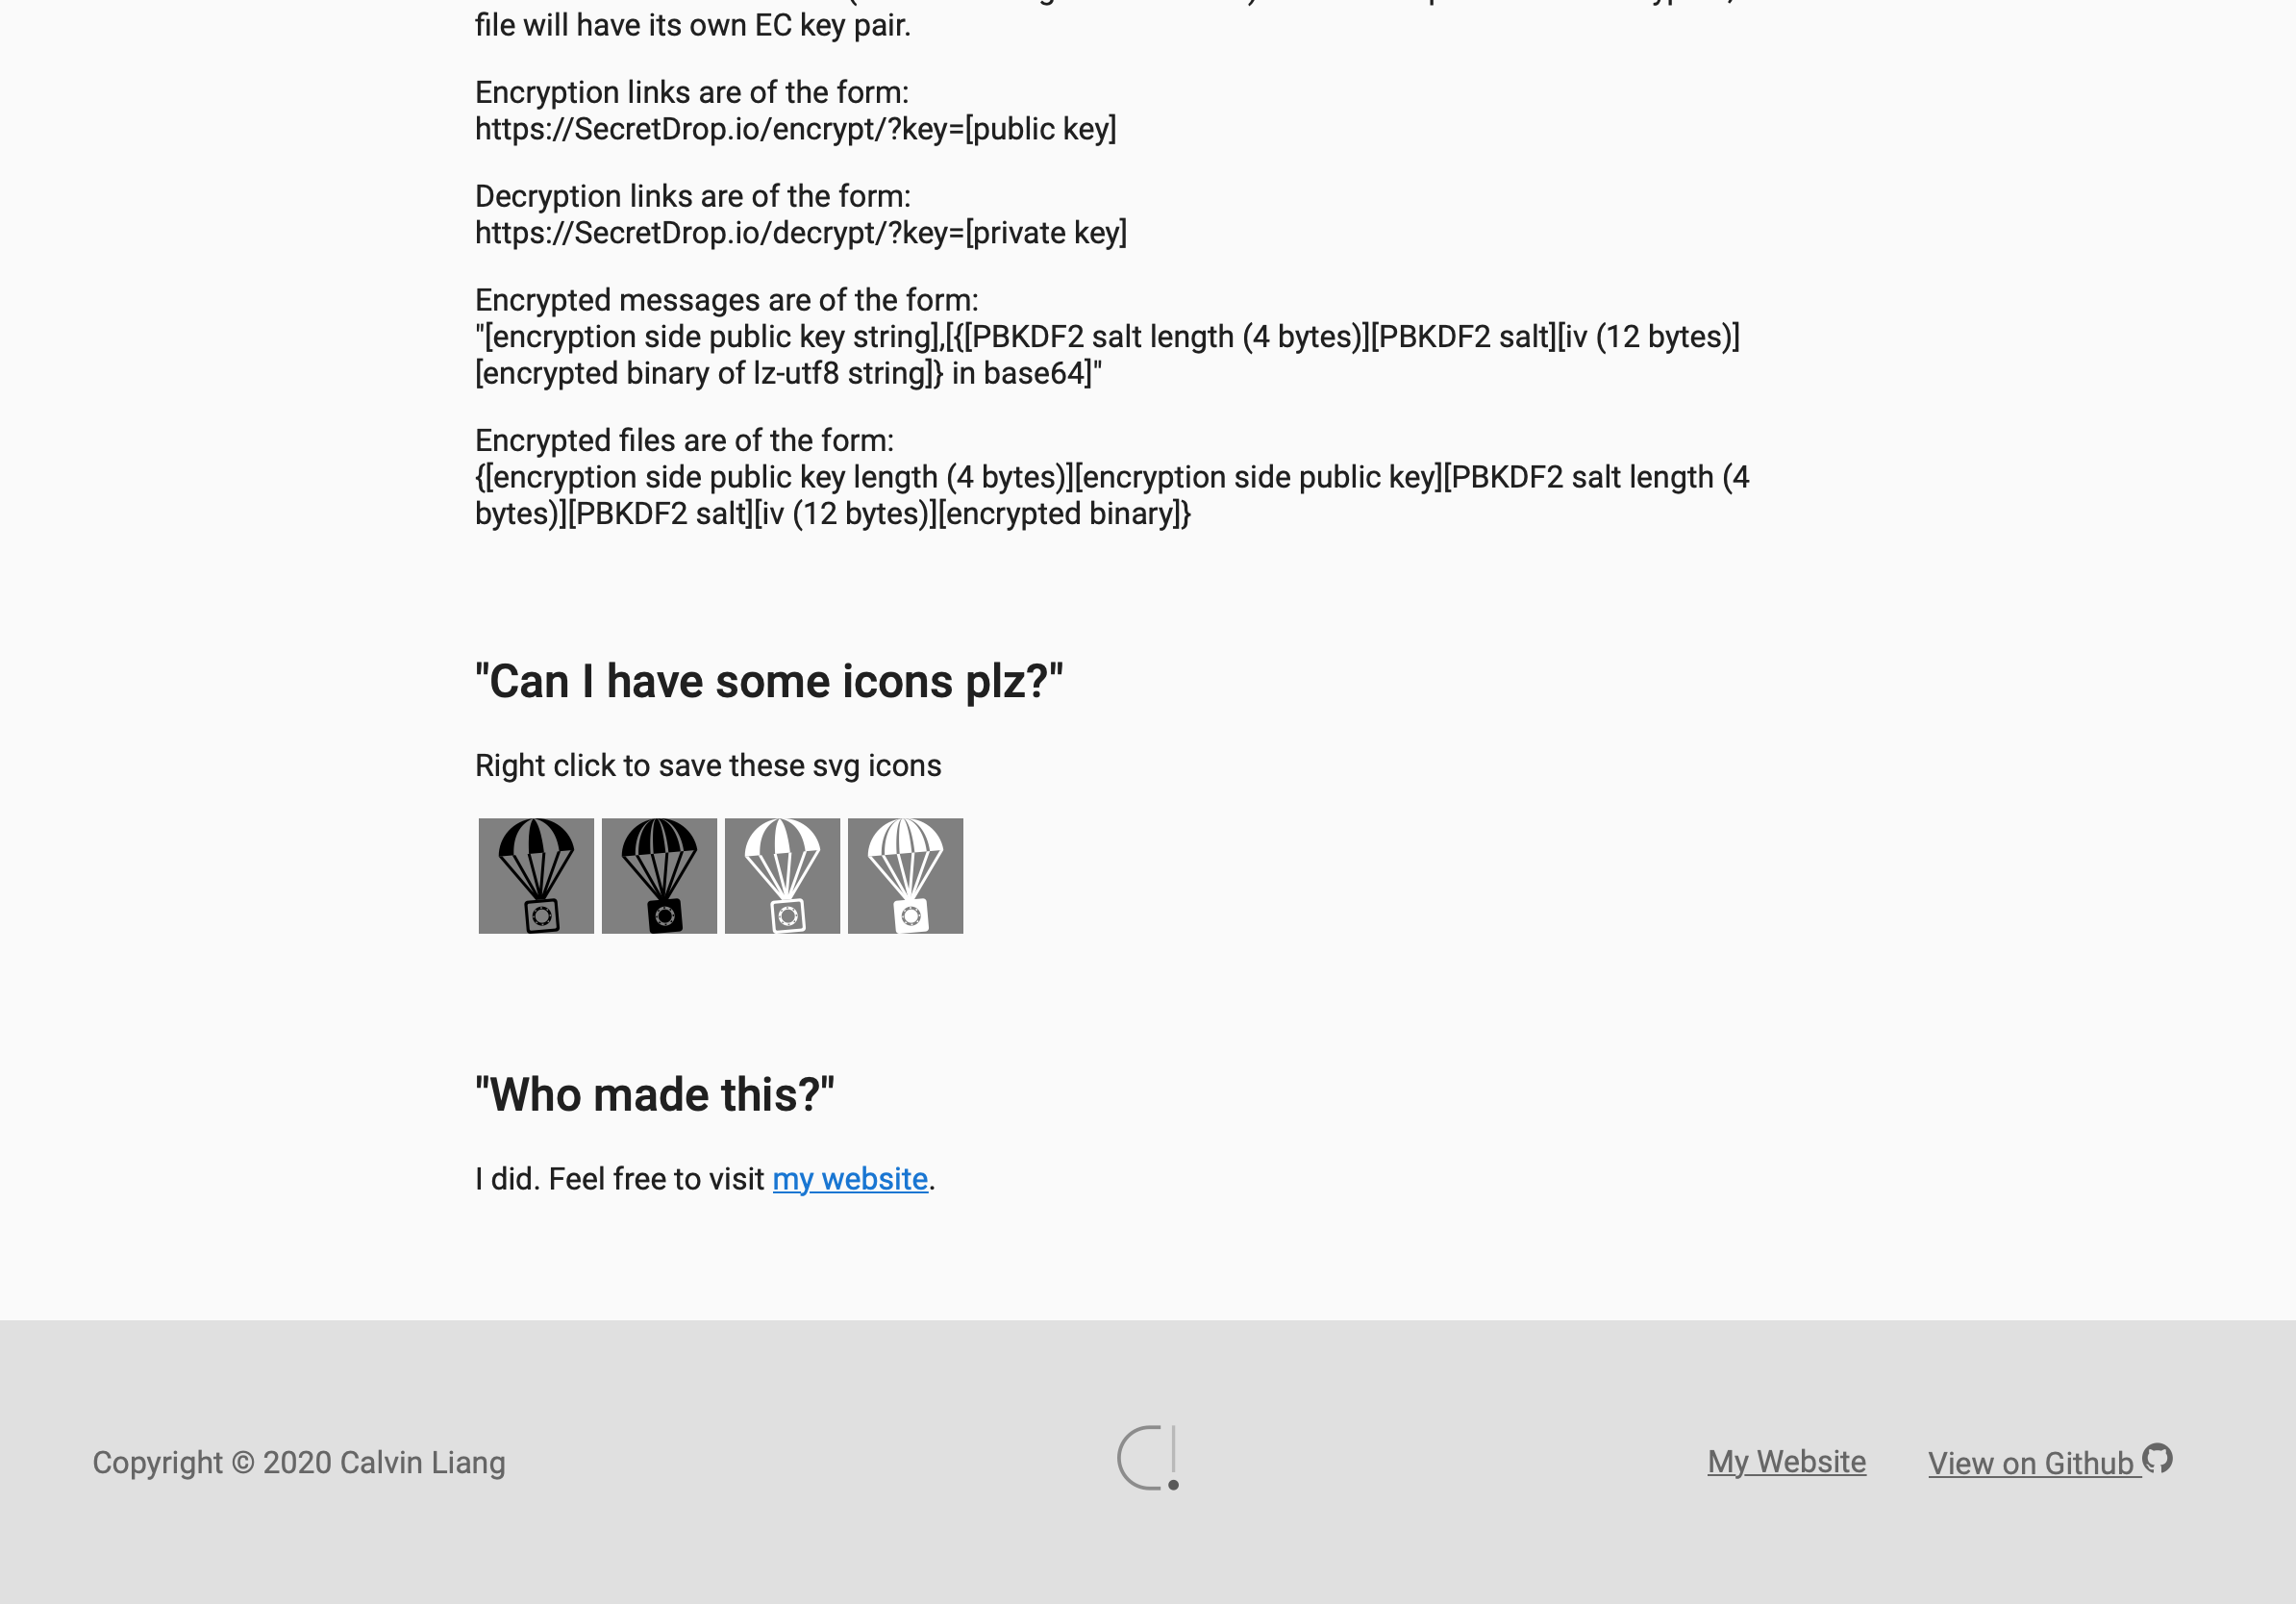 file will have its own EC key pair.
Encryption links are of the form:
https://SecretDrop.io/encrypt/?key=[public key]
Decryption links are of the form:
https://SecretDrop.io/decrypt/?key=[private key]
Encrypted messages are of the form:
"[encryption side public key string],[{[PBKDF2 salt length (4 bytes)][PBKDF2 salt][iv (12 bytes)]
[encrypted binary of lz-utf8 string]} in base64]"
Encrypted files are of the form:
{[encryption side public key length (4 bytes)][encryption side public key][PBKDF2 salt length (4
bytes)][PBKDF2 salt][iv (12 bytes)][encrypted binary]}
"Can I have some icons plz?"
Right click to save these svg icons
"Who made this?"
I did. Feel free to visit my website.
Copyright © 2020 Calvin Liang
My Website
View on Github